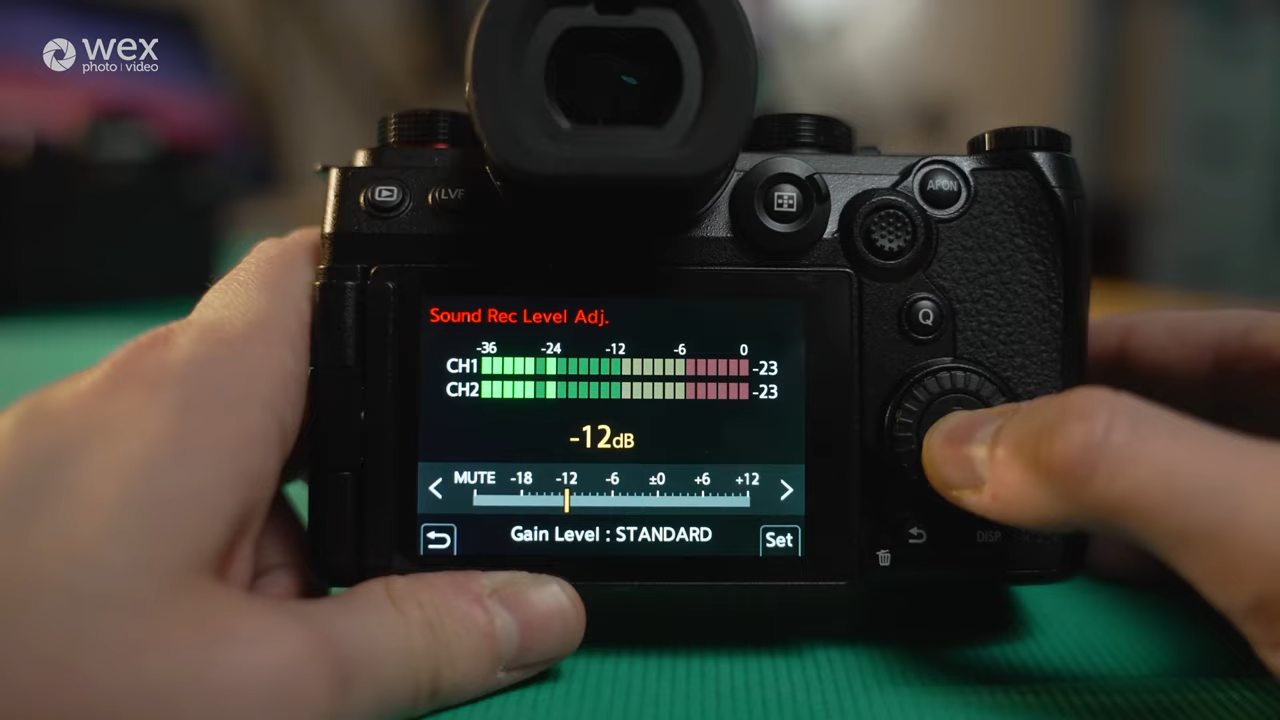 wex
photo | video
LVF
AFON
Q
Sound Rec Level Adj.
-36 -24 -12 -6 0
CH1 -23
CH2 -23
-12dB
MUTE -18 -12 -6 ±0 +6 +12
Gain Level : STANDARD
Set
DISP